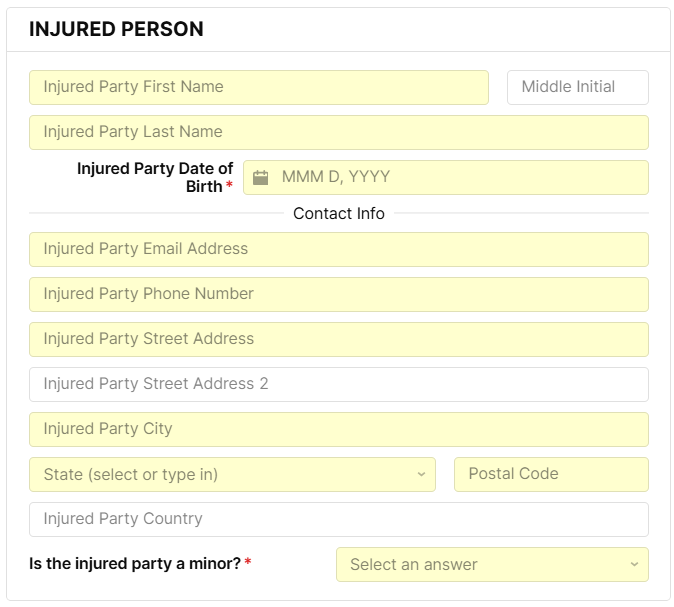 INJURED PERSON
Injured Party First Name
Middle Initial
Injured Party Last Name
Injured Party Date of
Birth *
MMM D, YYYY
Contact Info
Injured Party Email Address
Injured Party Phone Number
Injured Party Street Address
Injured Party Street Address 2
Injured Party City
State (select or type in)
Postal Code
Injured Party Country
Is the injured party a minor? *
Select an answer